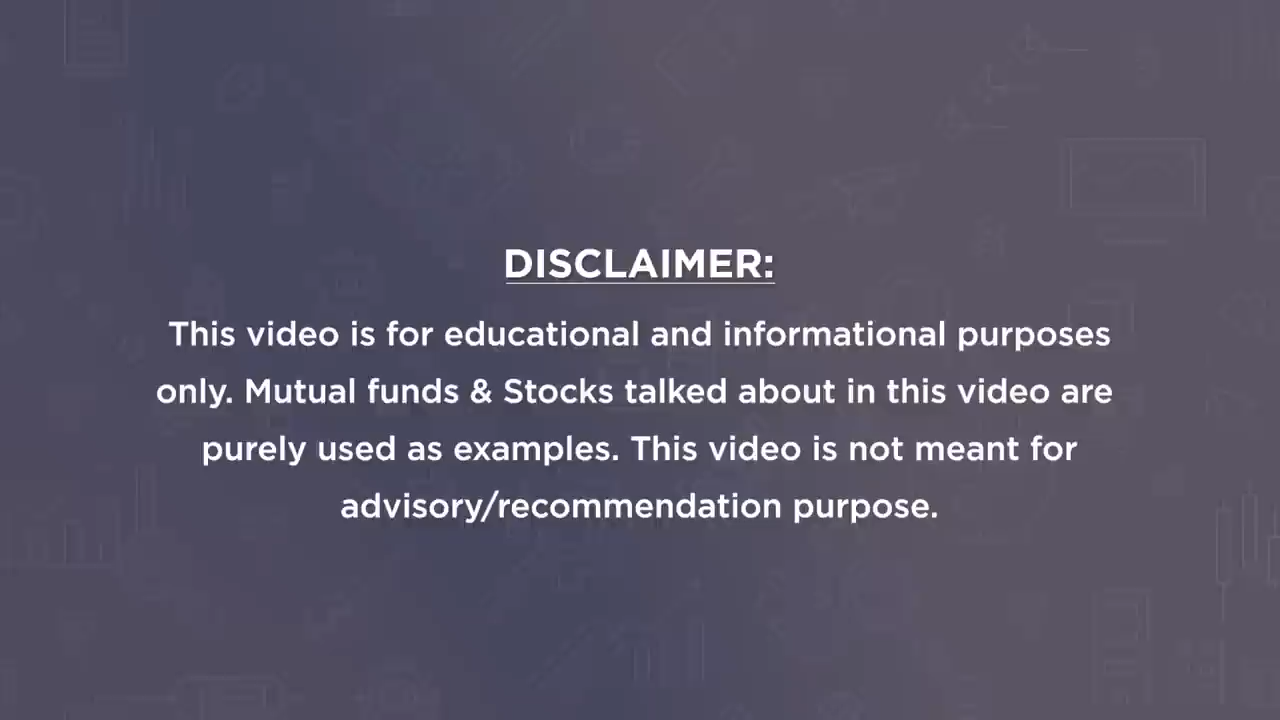 DISCLAIMER:
This video is for educational and informational purposes
only. Mutual funds & Stocks talked about in this video are
purely used as examples. This video is not meant for
advisory/recommendation purpose.